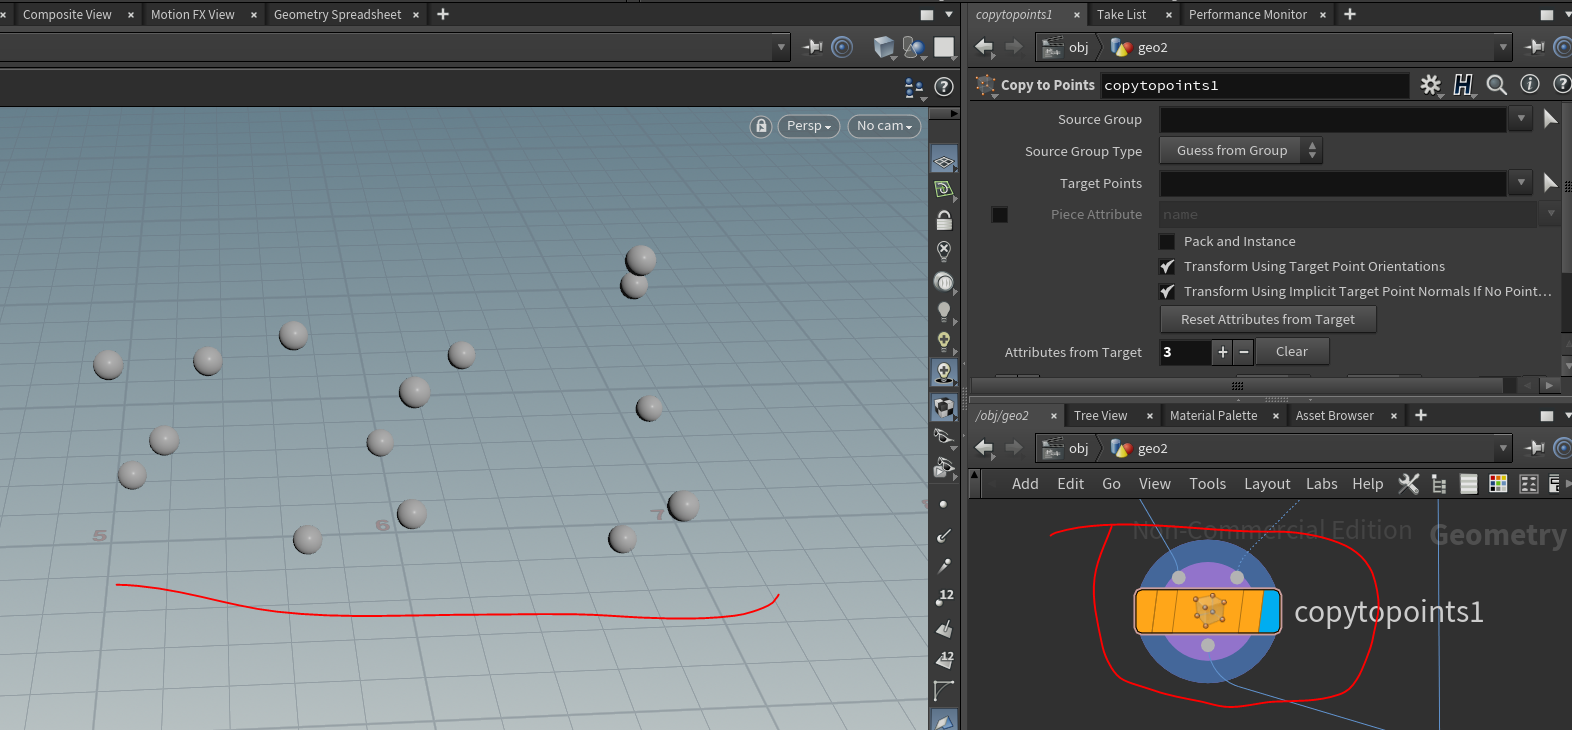 Composite View × Motion FX View × Geometry Spreadsheet ×
Persp No cam
5 6 7
12
12
copytopoints1 × Take List × Performance Monitor ×
obj geo2
Copy to Points copytopoints1
Source Group
Source Group Type Guess from Group
Target Points
Piece Attribute name
Pack and Instance
Transform Using Target Point Orientations
Transform Using Implicit Target Point Normals If No Point...
Reset Attributes from Target
Attributes from Target 3 + − Clear
/obj/geo2 × Tree View × Material Palette × Asset Browser ×
obj geo2
Add Edit Go View Tools Layout Labs Help
Non-Commercial Edition Geometry
copytopoints1